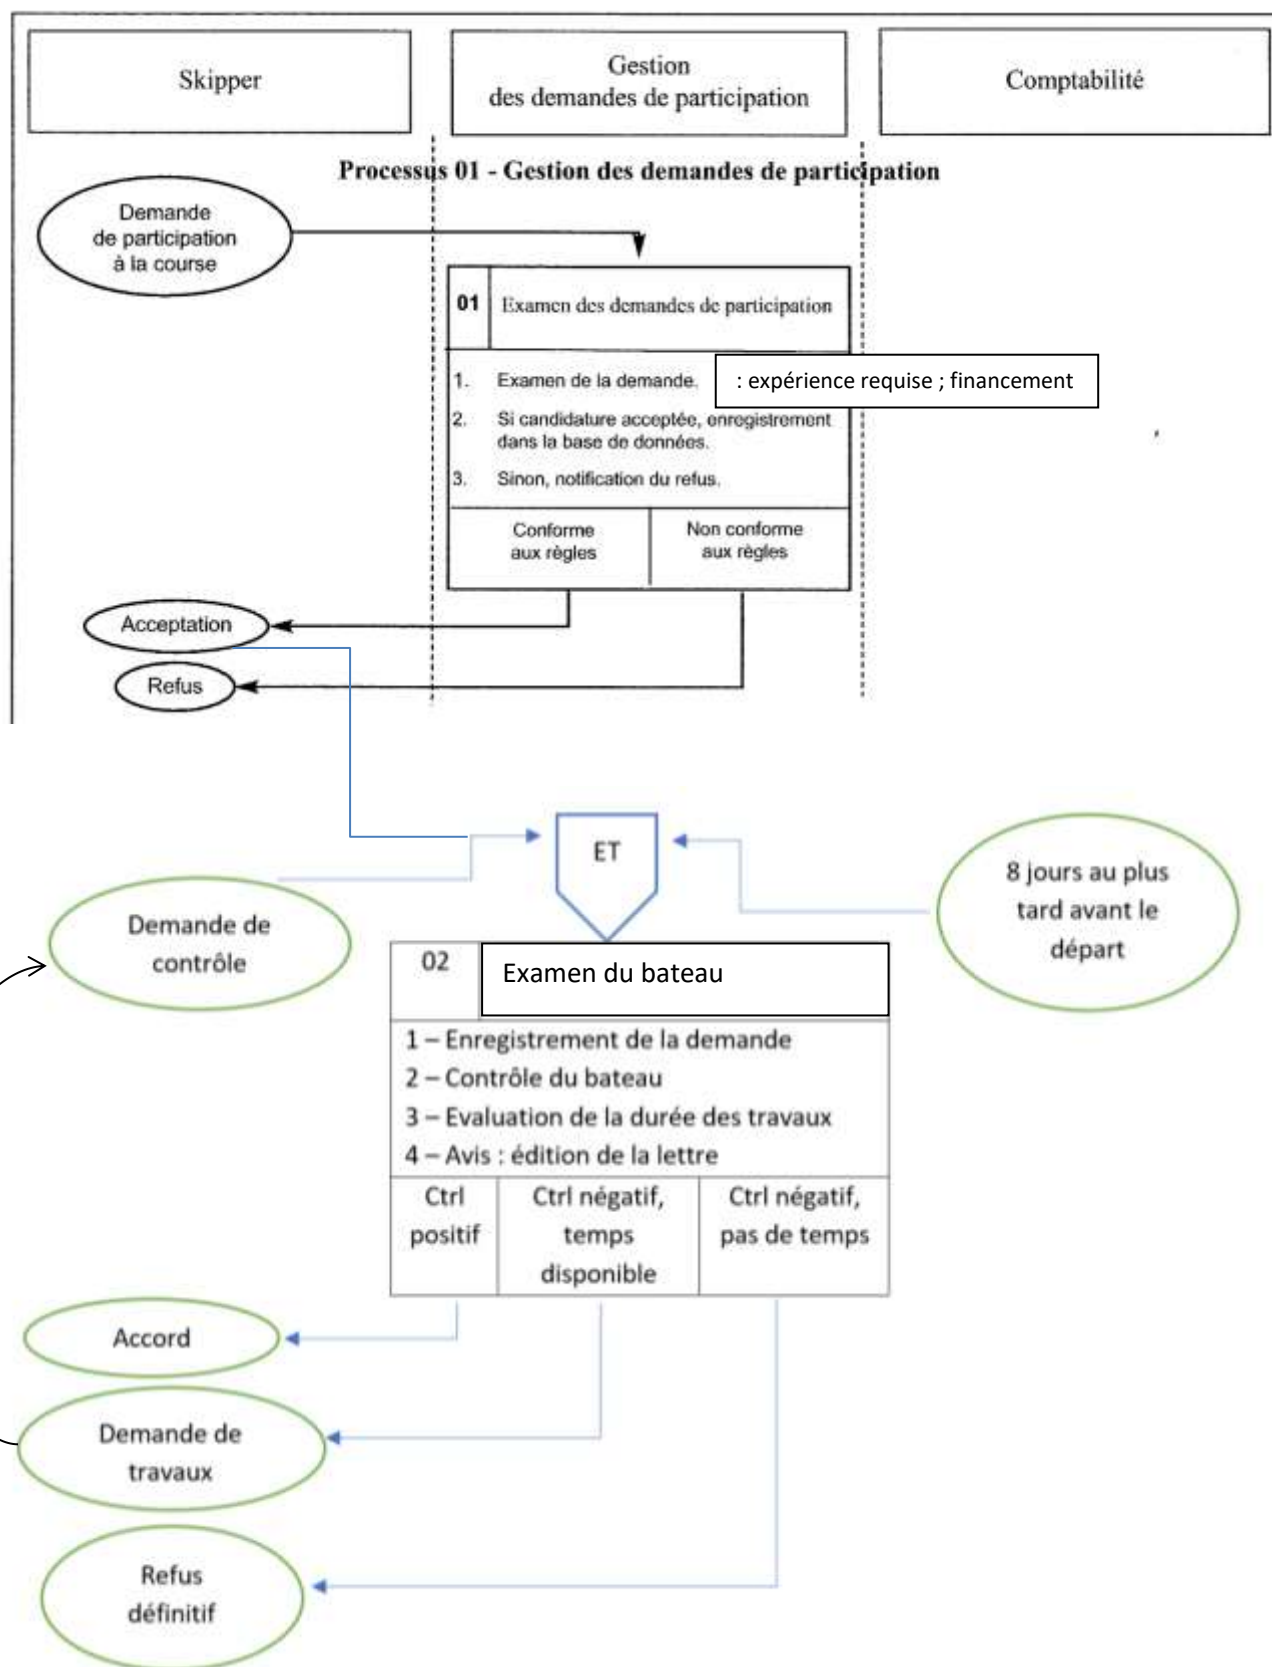 Skipper
Gestion
des demandes de participation
Comptabilité
Processus 01 - Gestion des demandes de participation
Demande
de participation
à la course
01
Examen des demandes de participation
1. Examen de la demande.
: expérience requise ; financement
2. Si candidature acceptée, enregistrement
dans la base de données.
3. Sinon, notification du refus.
Conforme
aux règles
Non conforme
aux règles
Acceptation
Refus
ET
8 jours au plus
tard avant le
départ
Demande de
contrôle
02
Examen du bateau
1 – Enregistrement de la demande
2 – Contrôle du bateau
3 – Evaluation de la durée des travaux
4 – Avis : édition de la lettre
Ctrl
positif
Ctrl négatif,
temps
disponible
Ctrl négatif,
pas de temps
Accord
Demande de
travaux
Refus
définitif